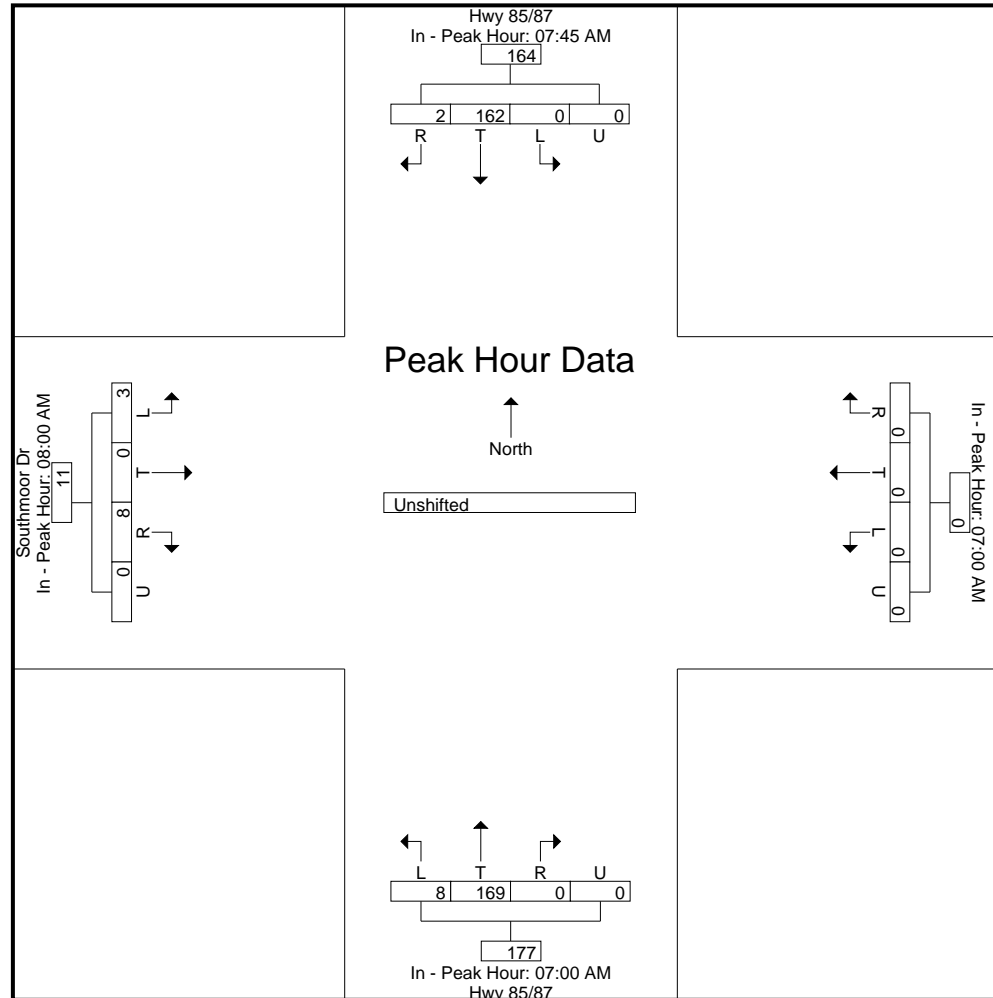 Hwy 85/87
In - Peak Hour: 07:45 AM
164
2 162 0 0
R T L U
Peak Hour Data
North
Unshifted
Southmoor Dr
In - Peak Hour: 08:00 AM
11
3 0 8 0
L T R U
In - Peak Hour: 07:00 AM
0
0 0 0 0
R T L U
L T R U
8 169 0 0
177
In - Peak Hour: 07:00 AM
Hwy 85/87